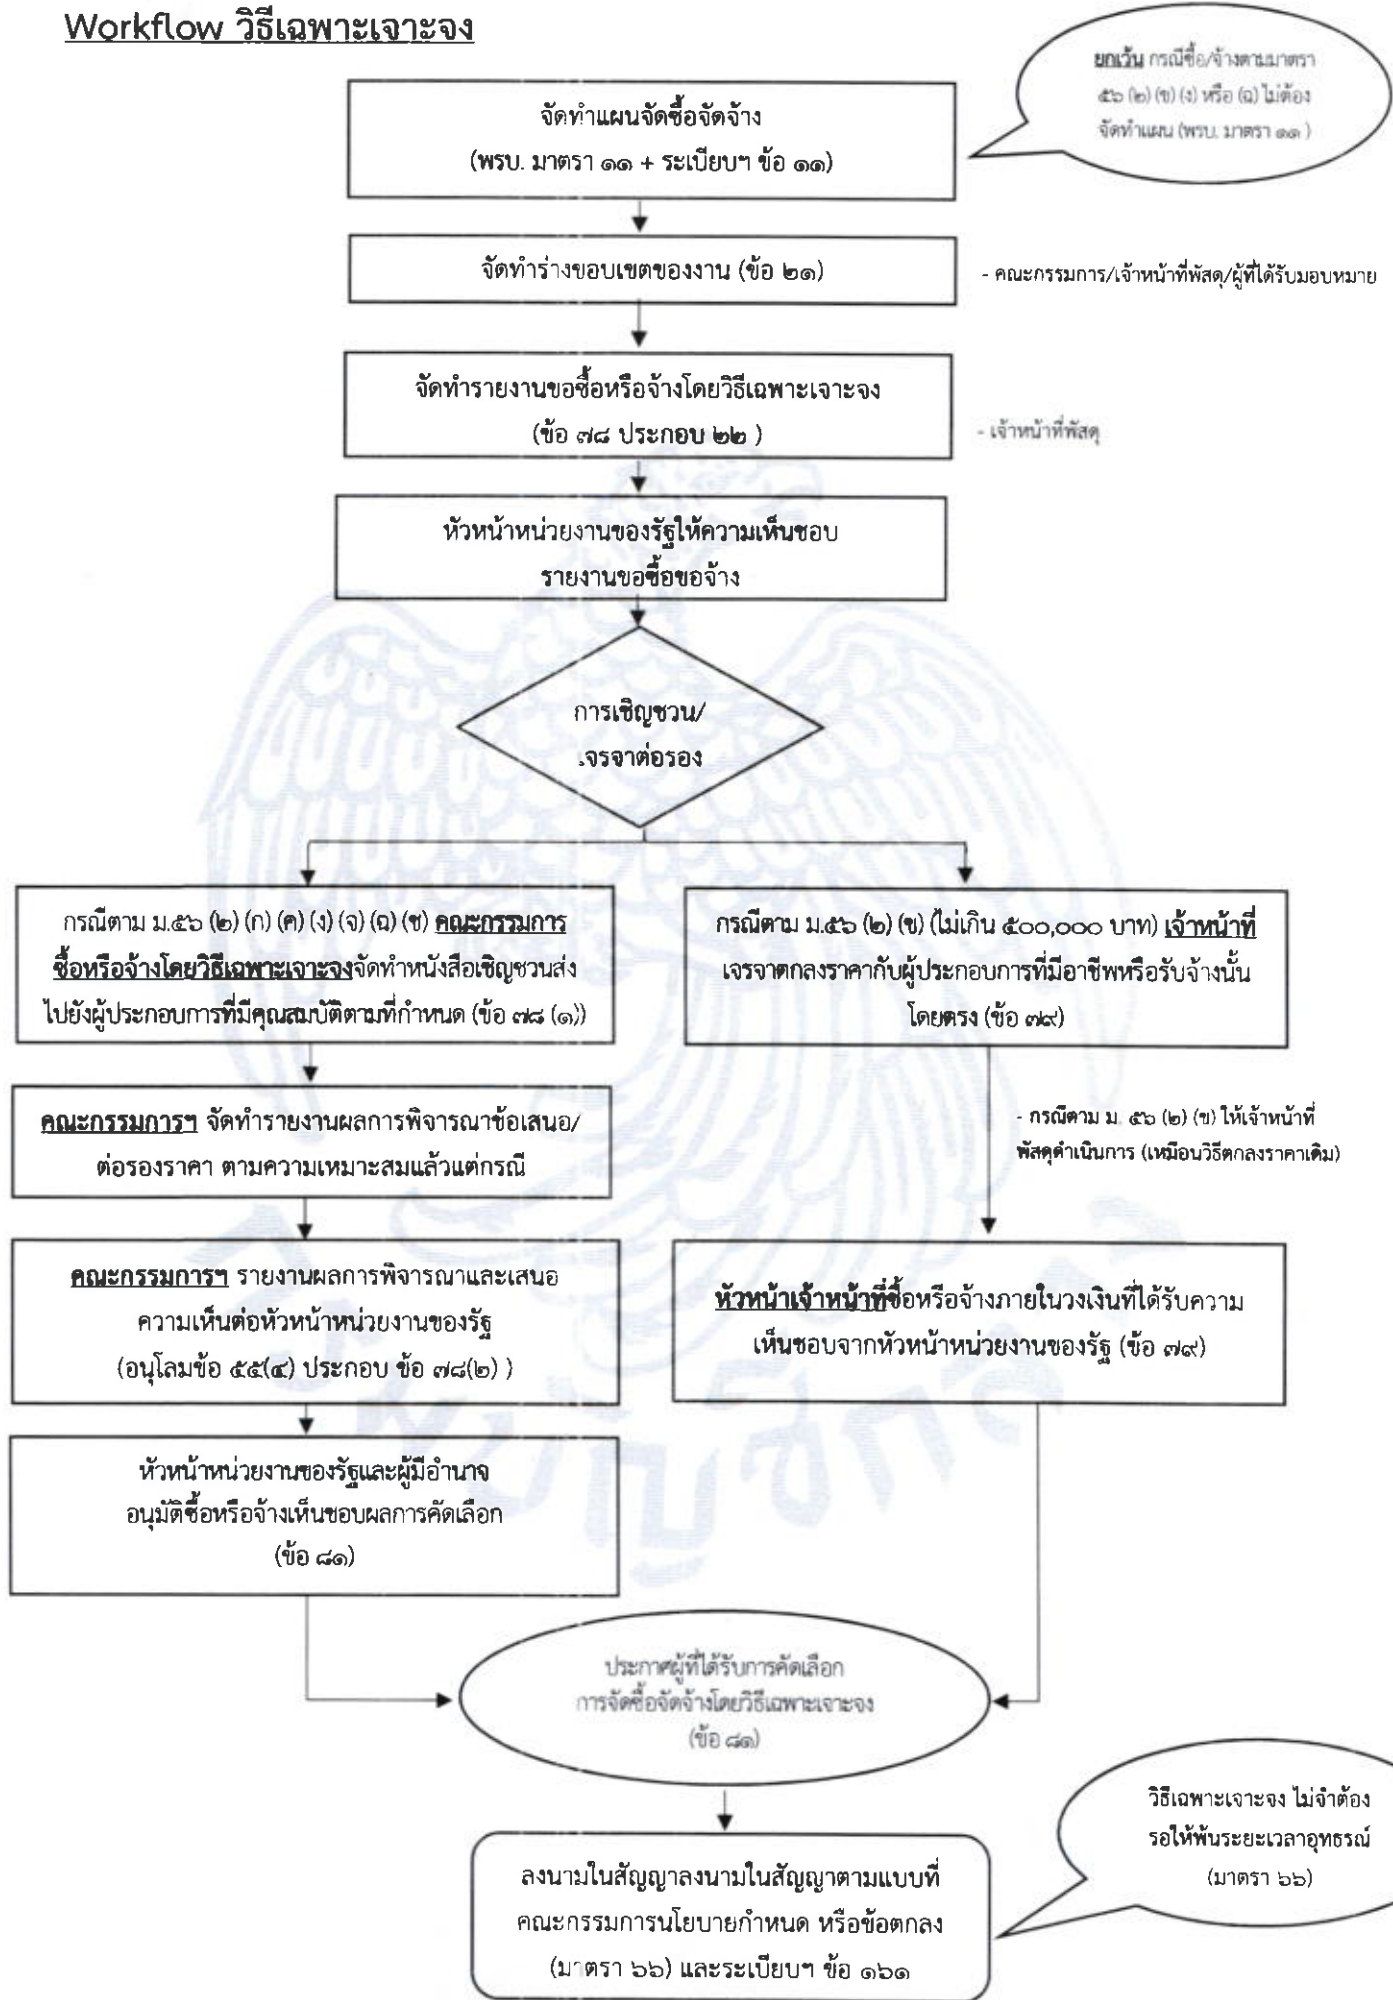 Workflow วิธีเฉพาะเจาะจง
ยกเว้น กรณีซื้อ/จ้างตามมาตรา
๕๖ (๒) (ข) (ง) หรือ (ฉ) ไม่ต้อง
จัดทำแผน (พรบ. มาตรา ๑๑ )
จัดทำแผนจัดซื้อจัดจ้าง
(พรบ. มาตรา ๑๑ + ระเบียบฯ ข้อ ๑๑)
จัดทำร่างขอบเขตของงาน (ข้อ ๒๑)
- คณะกรรมการ/เจ้าหน้าที่พัสดุ/ผู้ที่ได้รับมอบหมาย
จัดทำรายงานขอซื้อหรือจ้างโดยวิธีเฉพาะเจาะจง
(ข้อ ๗๘ ประกอบ ๒๒ )
- เจ้าหน้าที่พัสดุ
หัวหน้าหน่วยงานของรัฐให้ความเห็นชอบ
รายงานขอซื้อขอจ้าง
การเชิญชวน/
เจรจาต่อรอง
กรณีตาม ม.๕๖ (๒) (ก) (ค) (ง) (จ) (ฉ) (ช) คณะกรรมการ
ซื้อหรือจ้างโดยวิธีเฉพาะเจาะจงจัดทำหนังสือเชิญชวนส่ง
ไปยังผู้ประกอบการที่มีคุณสมบัติตามที่กำหนด (ข้อ ๗๘ (๑))
กรณีตาม ม.๕๖ (๒) (ข) (ไม่เกิน ๕๐๐,๐๐๐ บาท) เจ้าหน้าที่
เจรจาตกลงราคากับผู้ประกอบการที่มีอาชีพหรือรับจ้างนั้น
โดยตรง (ข้อ ๗๙)
คณะกรรมการฯ จัดทำรายงานผลการพิจารณาข้อเสนอ/
ต่อรองราคา ตามความเหมาะสมแล้วแต่กรณี
- กรณีตาม ม. ๕๖ (๒) (ข) ให้เจ้าหน้าที่
พัสดุดำเนินการ (เหมือนวิธีตกลงราคาเดิม)
คณะกรรมการฯ รายงานผลการพิจารณาและเสนอ
ความเห็นต่อหัวหน้าหน่วยงานของรัฐ
(อนุโลมข้อ ๕๕(๔) ประกอบ ข้อ ๗๘(๒) )
หัวหน้าเจ้าหน้าที่ซื้อหรือจ้างภายในวงเงินที่ได้รับความ
เห็นชอบจากหัวหน้าหน่วยงานของรัฐ (ข้อ ๗๙)
หัวหน้าหน่วยงานของรัฐและผู้มีอำนาจ
อนุมัติซื้อหรือจ้างเห็นชอบผลการคัดเลือก
(ข้อ ๘๑)
ประกาศผู้ที่ได้รับการคัดเลือก
การจัดซื้อจัดจ้างโดยวิธีเฉพาะเจาะจง
(ข้อ ๘๑)
วิธีเฉพาะเจาะจง ไม่จำต้อง
รอให้พ้นระยะเวลาอุทธรณ์
(มาตรา ๖๖)
ลงนามในสัญญาลงนามในสัญญาตามแบบที่
คณะกรรมการนโยบายกำหนด หรือข้อตกลง
(มาตรา ๖๖) และระเบียบฯ ข้อ ๑๖๑